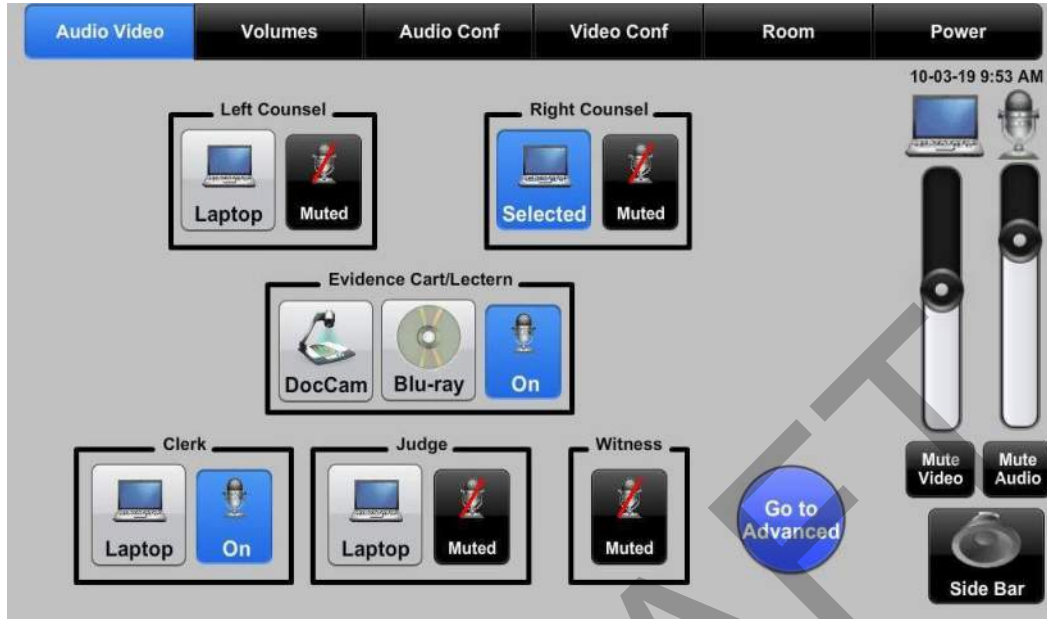 Audio Video
Volumes
Audio Conf
Video Conf
Room
Power
10-03-19 9:53 AM
Left Counsel
Laptop
Muted
Right Counsel
Selected
Muted
Evidence Cart/Lectern
DocCam
Blu-ray
On
Clerk
Laptop
On
Judge
Laptop
Muted
Witness
Muted
Go to
Advanced
Mute
Video
Mute
Audio
Side Bar